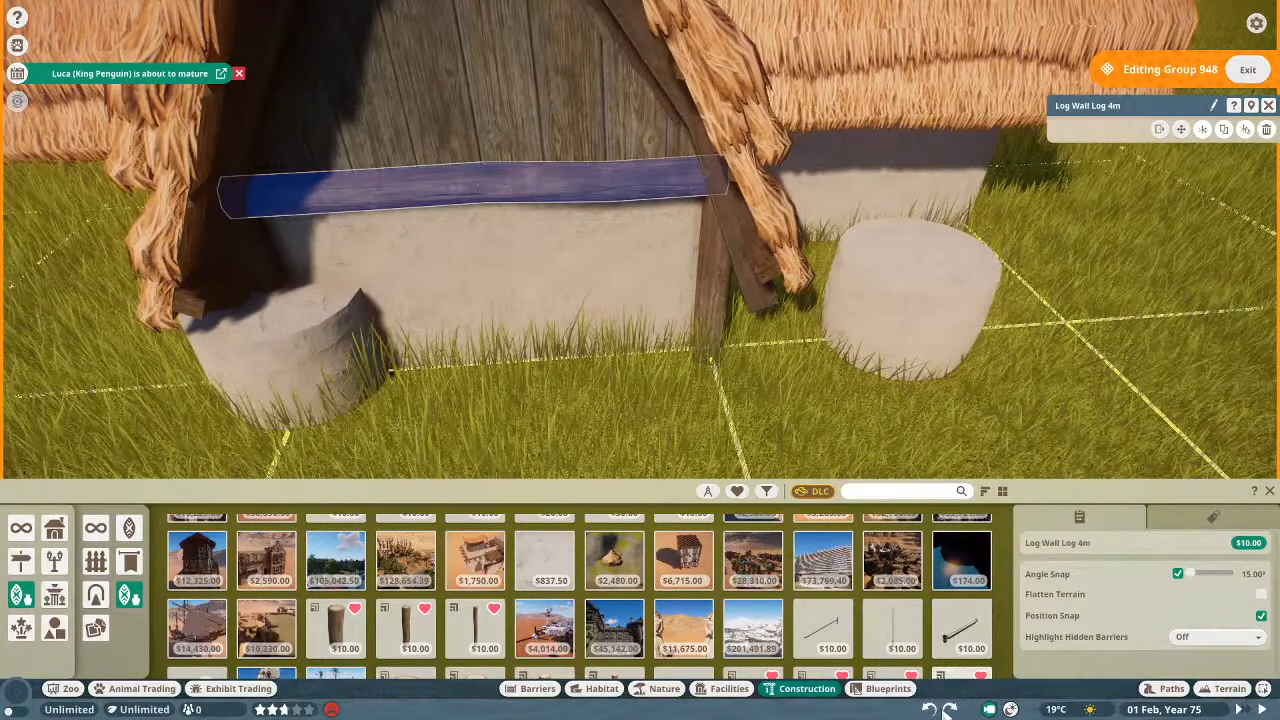 ?
Luca (King Penguin) is about to mature
Editing Group 948
Exit
Log Wall Log 4m
?
DLC
?
$12,325.00
$2,590.00
$105,042.50
$128,654.39
$1,750.00
$837.50
$2,480.00
$6,715.00
$28,310.00
$73,769.40
$2,085.00
$174.00
$14,430.00
$10,230.00
$10.00
$10.00
$10.00
$4,014.00
$45,142.00
$11,675.00
$201,491.89
$10.00
$10.00
$10.00
Log Wall Log 4m
$10.00
Angle Snap
15.00°
Flatten Terrain
Position Snap
Highlight Hidden Barriers
Off
Zoo
Animal Trading
Exhibit Trading
Barriers
Habitat
Nature
Facilities
Construction
Blueprints
Paths
Terrain
Unlimited
Unlimited
0
19°C
01 Feb, Year 75